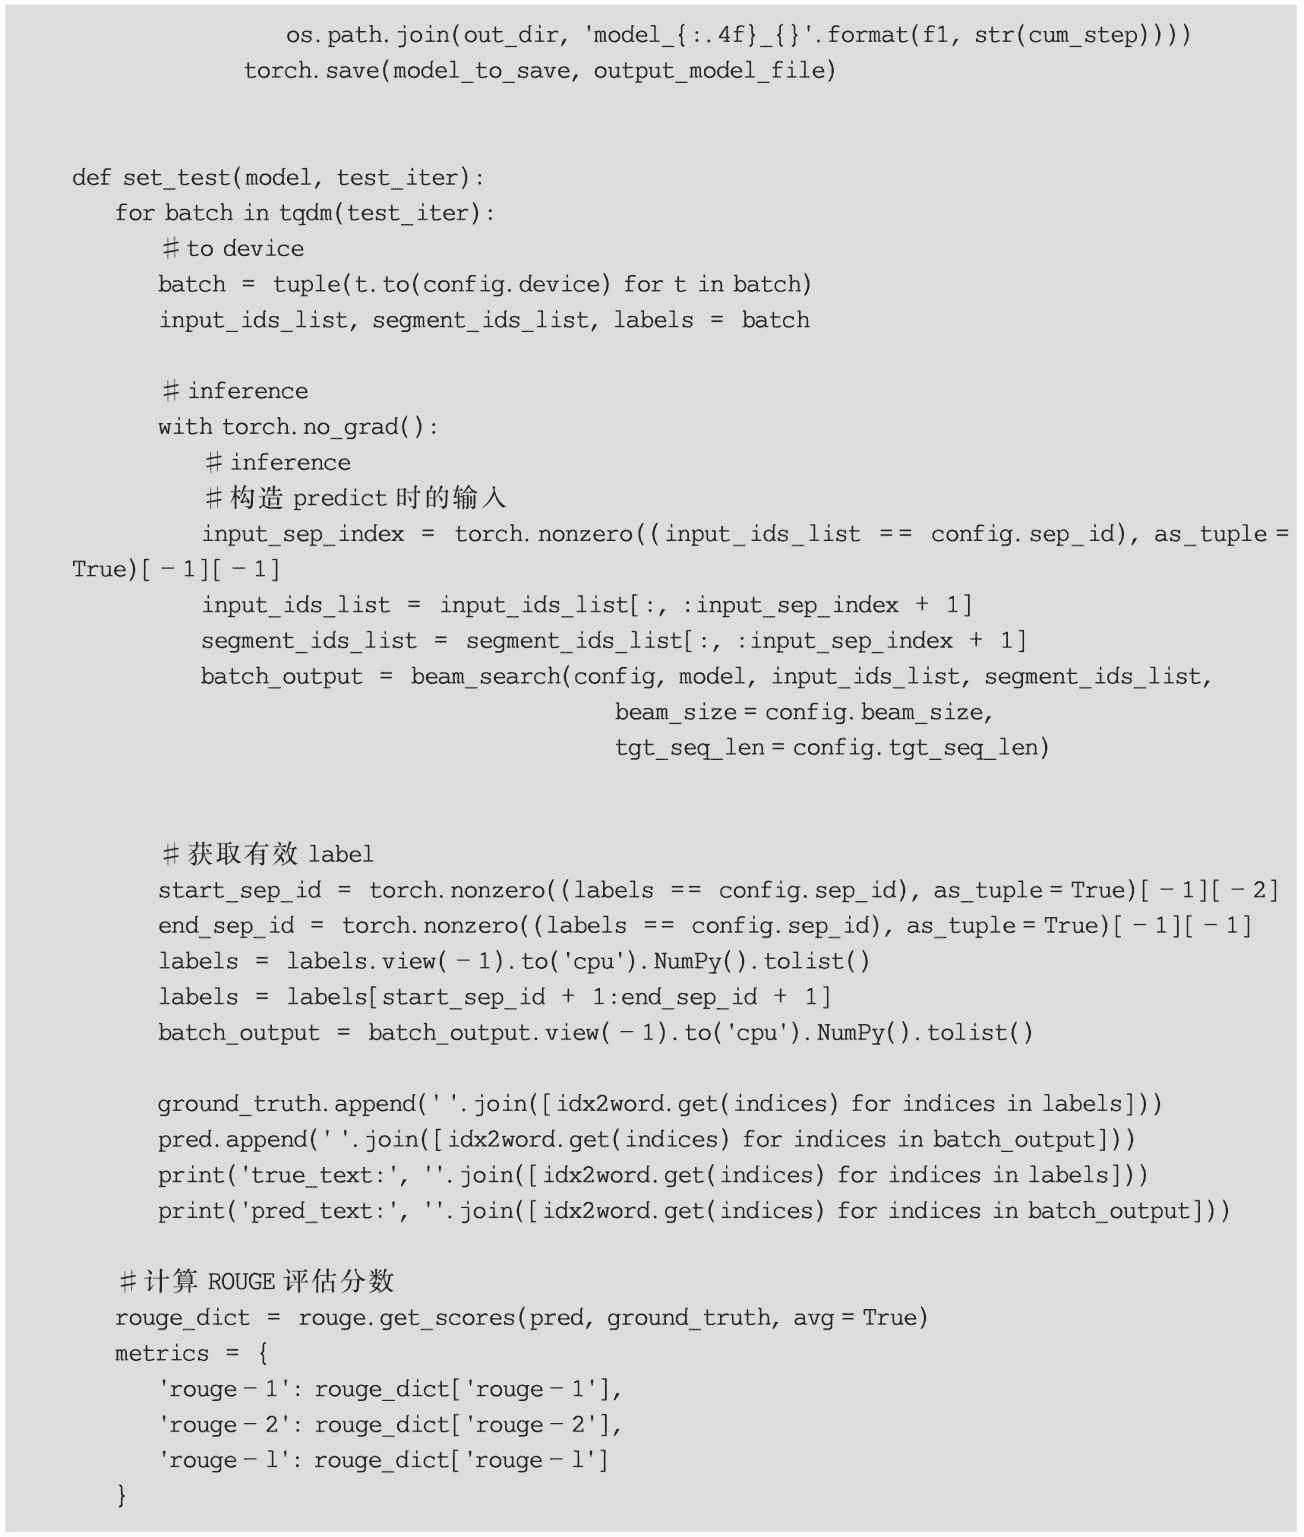 os.path.join(out_dir, 'model_{:.4f}_{}'.format(f1, str(cum_step))))
torch.save(model_to_save, output_model_file)
def set_test(model, test_iter):
for batch in tqdm(test_iter):
#to device
batch = tuple(t.to(config.device) for t in batch)
input_ids_list, segment_ids_list, labels = batch
#inference
with torch.no_grad():
#inference
#构造 predict 时的输入
input_sep_index = torch.nonzero((input_ids_list == config.sep_id), as_tuple=
True)[-1][-1]
input_ids_list = input_ids_list[:, :input_sep_index + 1]
segment_ids_list = segment_ids_list[:, :input_sep_index + 1]
batch_output = beam_search(config, model, input_ids_list, segment_ids_list,
beam_size=config.beam_size,
tgt_seq_len=config.tgt_seq_len)
#获取有效 label
start_sep_id = torch.nonzero((labels == config.sep_id), as_tuple=True)[-1][-2]
end_sep_id = torch.nonzero((labels == config.sep_id), as_tuple=True)[-1][-1]
labels = labels.view(-1).to('cpu').NumPy().tolist()
labels = labels[start_sep_id + 1:end_sep_id + 1]
batch_output = batch_output.view(-1).to('cpu').NumPy().tolist()
ground_truth.append(' '.join([idx2word.get(indices) for indices in labels]))
pred.append(' '.join([idx2word.get(indices) for indices in batch_output]))
print('true_text:', ''.join([idx2word.get(indices) for indices in labels]))
print('pred_text:', ''.join([idx2word.get(indices) for indices in batch_output]))
#计算 ROUGE 评估分数
rouge_dict = rouge.get_scores(pred, ground_truth, avg=True)
metrics = {
'rouge-1': rouge_dict['rouge-1'],
'rouge-2': rouge_dict['rouge-2'],
'rouge-l': rouge_dict['rouge-l']
}